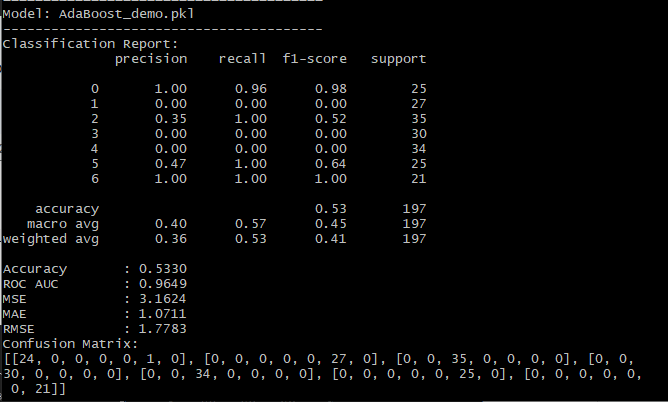 Model: AdaBoost_demo.pkl
----------------------------------------
Classification Report:
precision recall f1-score support
0 1.00 0.96 0.98 25
1 0.00 0.00 0.00 27
2 0.35 1.00 0.52 35
3 0.00 0.00 0.00 30
4 0.00 0.00 0.00 34
5 0.47 1.00 0.64 25
6 1.00 1.00 1.00 21
accuracy 0.53 197
macro avg 0.40 0.57 0.45 197
weighted avg 0.36 0.53 0.41 197
Accuracy : 0.5330
ROC AUC : 0.9649
MSE : 3.1624
MAE : 1.0711
RMSE : 1.7783
Confusion Matrix:
[[24, 0, 0, 0, 0, 1, 0], [0, 0, 0, 0, 0, 27, 0], [0, 0, 35, 0, 0, 0, 0], [0, 0,
30, 0, 0, 0, 0], [0, 0, 34, 0, 0, 0, 0], [0, 0, 0, 0, 0, 25, 0], [0, 0, 0, 0, 0,
0, 21]]